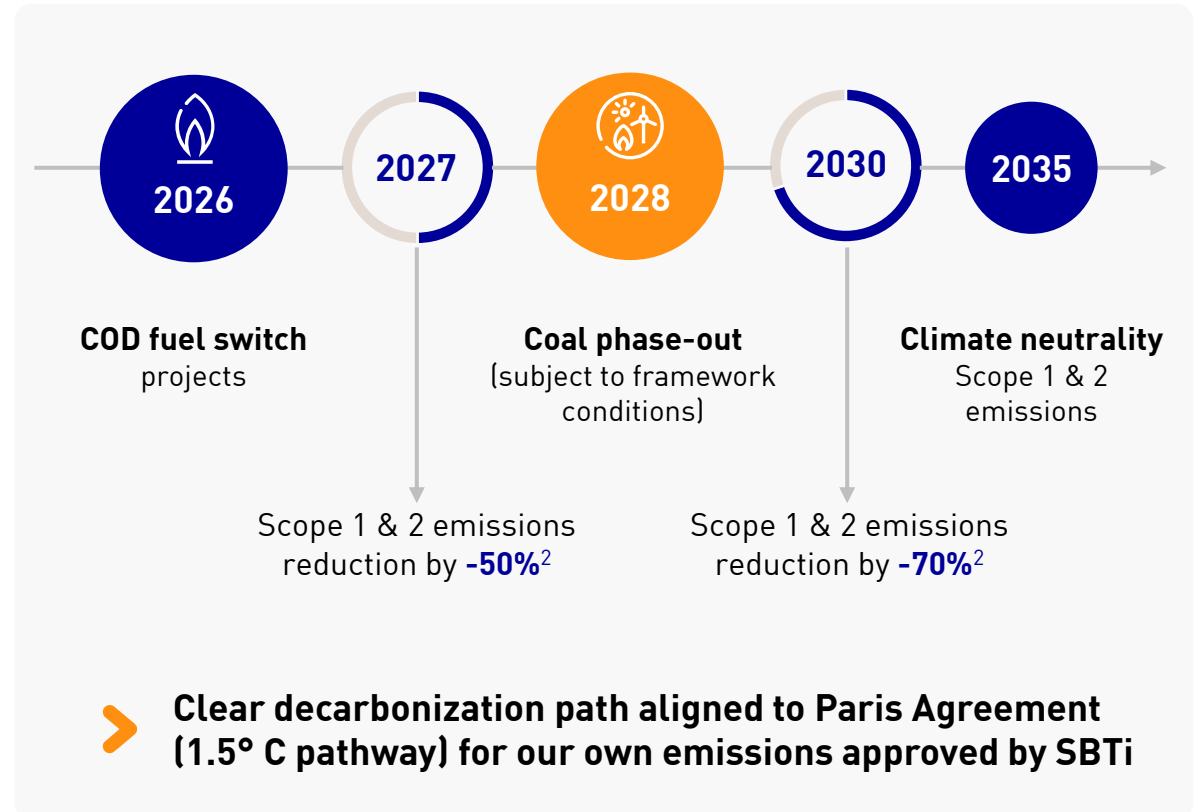 2026
2027
2028
2030
2035
COD fuel switch
projects
Coal phase-out
(subject to framework
conditions)
Climate neutrality
Scope 1 & 2
emissions
Scope 1 & 2 emissions
reduction by -50%²
Scope 1 & 2 emissions
reduction by -70%²
Clear decarbonization path aligned to Paris Agreement
(1.5° C pathway) for our own emissions approved by SBTi